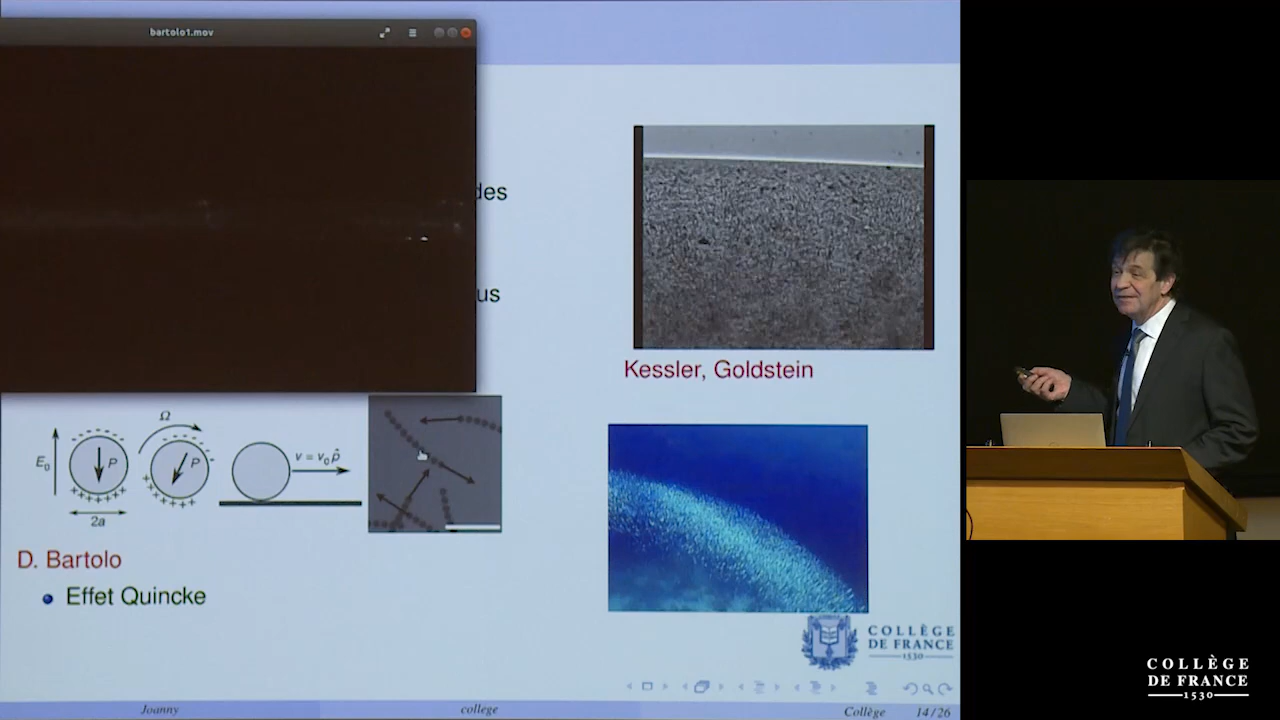 bartolo1.mov
des
us
Kessler, Goldstein
E₀
P
2a
Ω
P
v = v₀p̂
D. Bartolo
Effet Quincke
COLLÈGE
DE FRANCE
1530
Joanny
college
Collège
14/26
COLLÈGE
DE FRANCE
1530